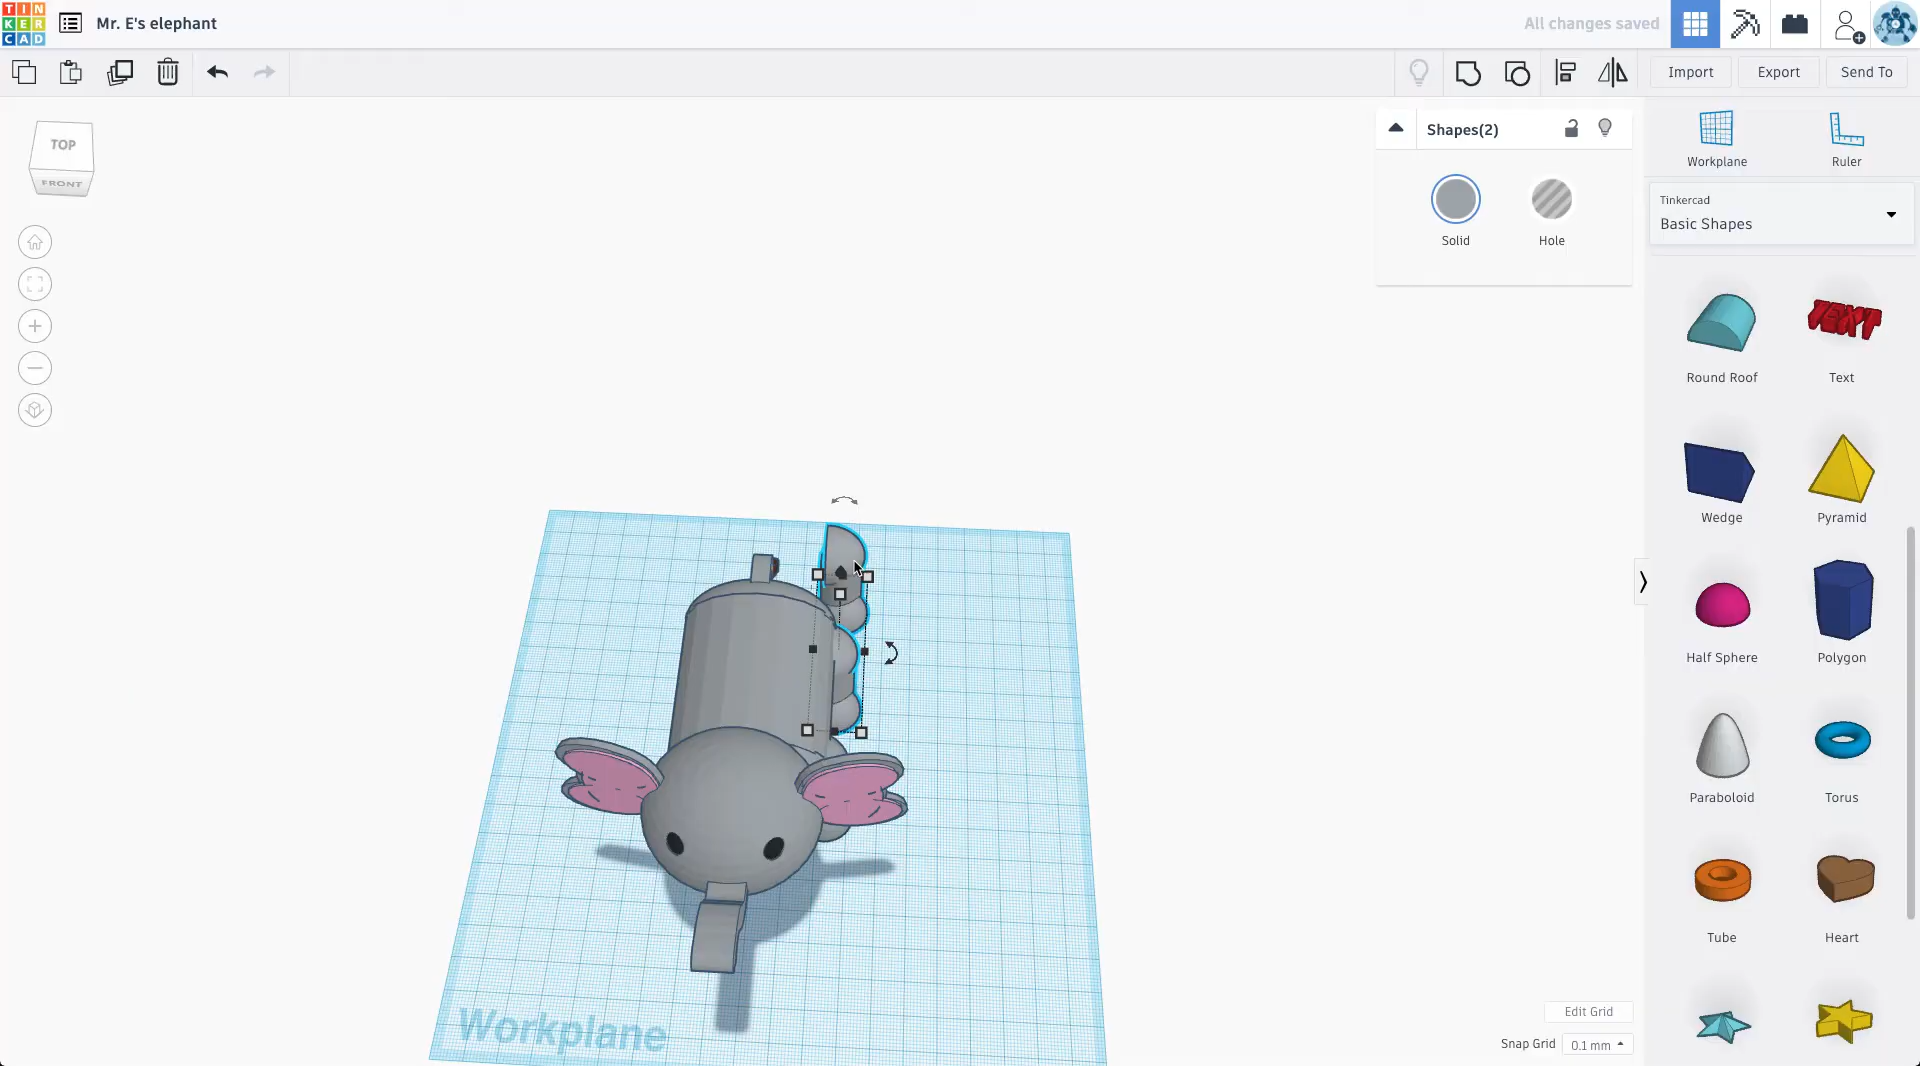 TIN
KER
CAD
Mr. E's elephant
All changes saved
Import
Export
Send To
TOP
FRONT
Shapes(2)
Solid
Hole
Workplane
Ruler
Tinkercad
Basic Shapes
Round Roof
TEXT
Text
Wedge
Pyramid
Half Sphere
Polygon
Paraboloid
Torus
Tube
Heart
Workplane
Edit Grid
Snap Grid
0.1 mm